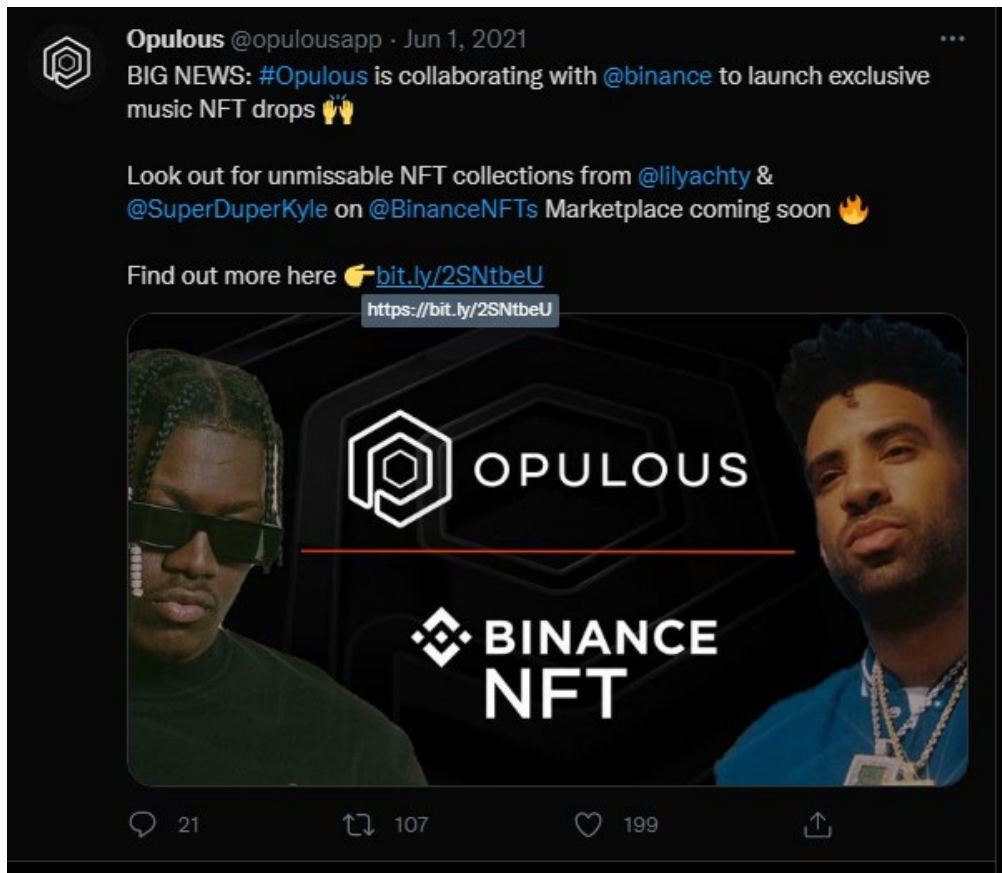 Opulous @opulousapp · Jun 1, 2021
BIG NEWS: #Opulous is collaborating with @binance to launch exclusive
music NFT drops 🙌
Look out for unmissable NFT collections from @lilyachty &
@SuperDuperKyle on @BinanceNFTs Marketplace coming soon 🔥
Find out more here 👉bit.ly/2SNtbeU
https://bit.ly/2SNtbeU
OPULOUS
BINANCE
NFT
21 107 199